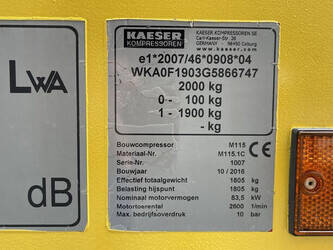 LWA
dB
KAESER
KOMPRESSOREN
KAESER KOMPRESSOREN SE
Carl-Kaeser-Str. 26
GERMANY 96450 Coburg
e1*2007/46*0908*04
WKA0F1903G5866747
2000 kg
0- 100 kg
1- 1900 kg
- kg
Bouwcompressor M115
Materiaal-Nr. M115.1C
Serie-Nr. 1007
Bouwjaar 10 / 2016
Effectief totaalgewicht 1805 kg
Belasting hijspunt 1805 kg
Nominaal motorvermogen 83,5 kW
Motortoerental 2600 1/min
Max. bedrijfsoverdruk 10 bar